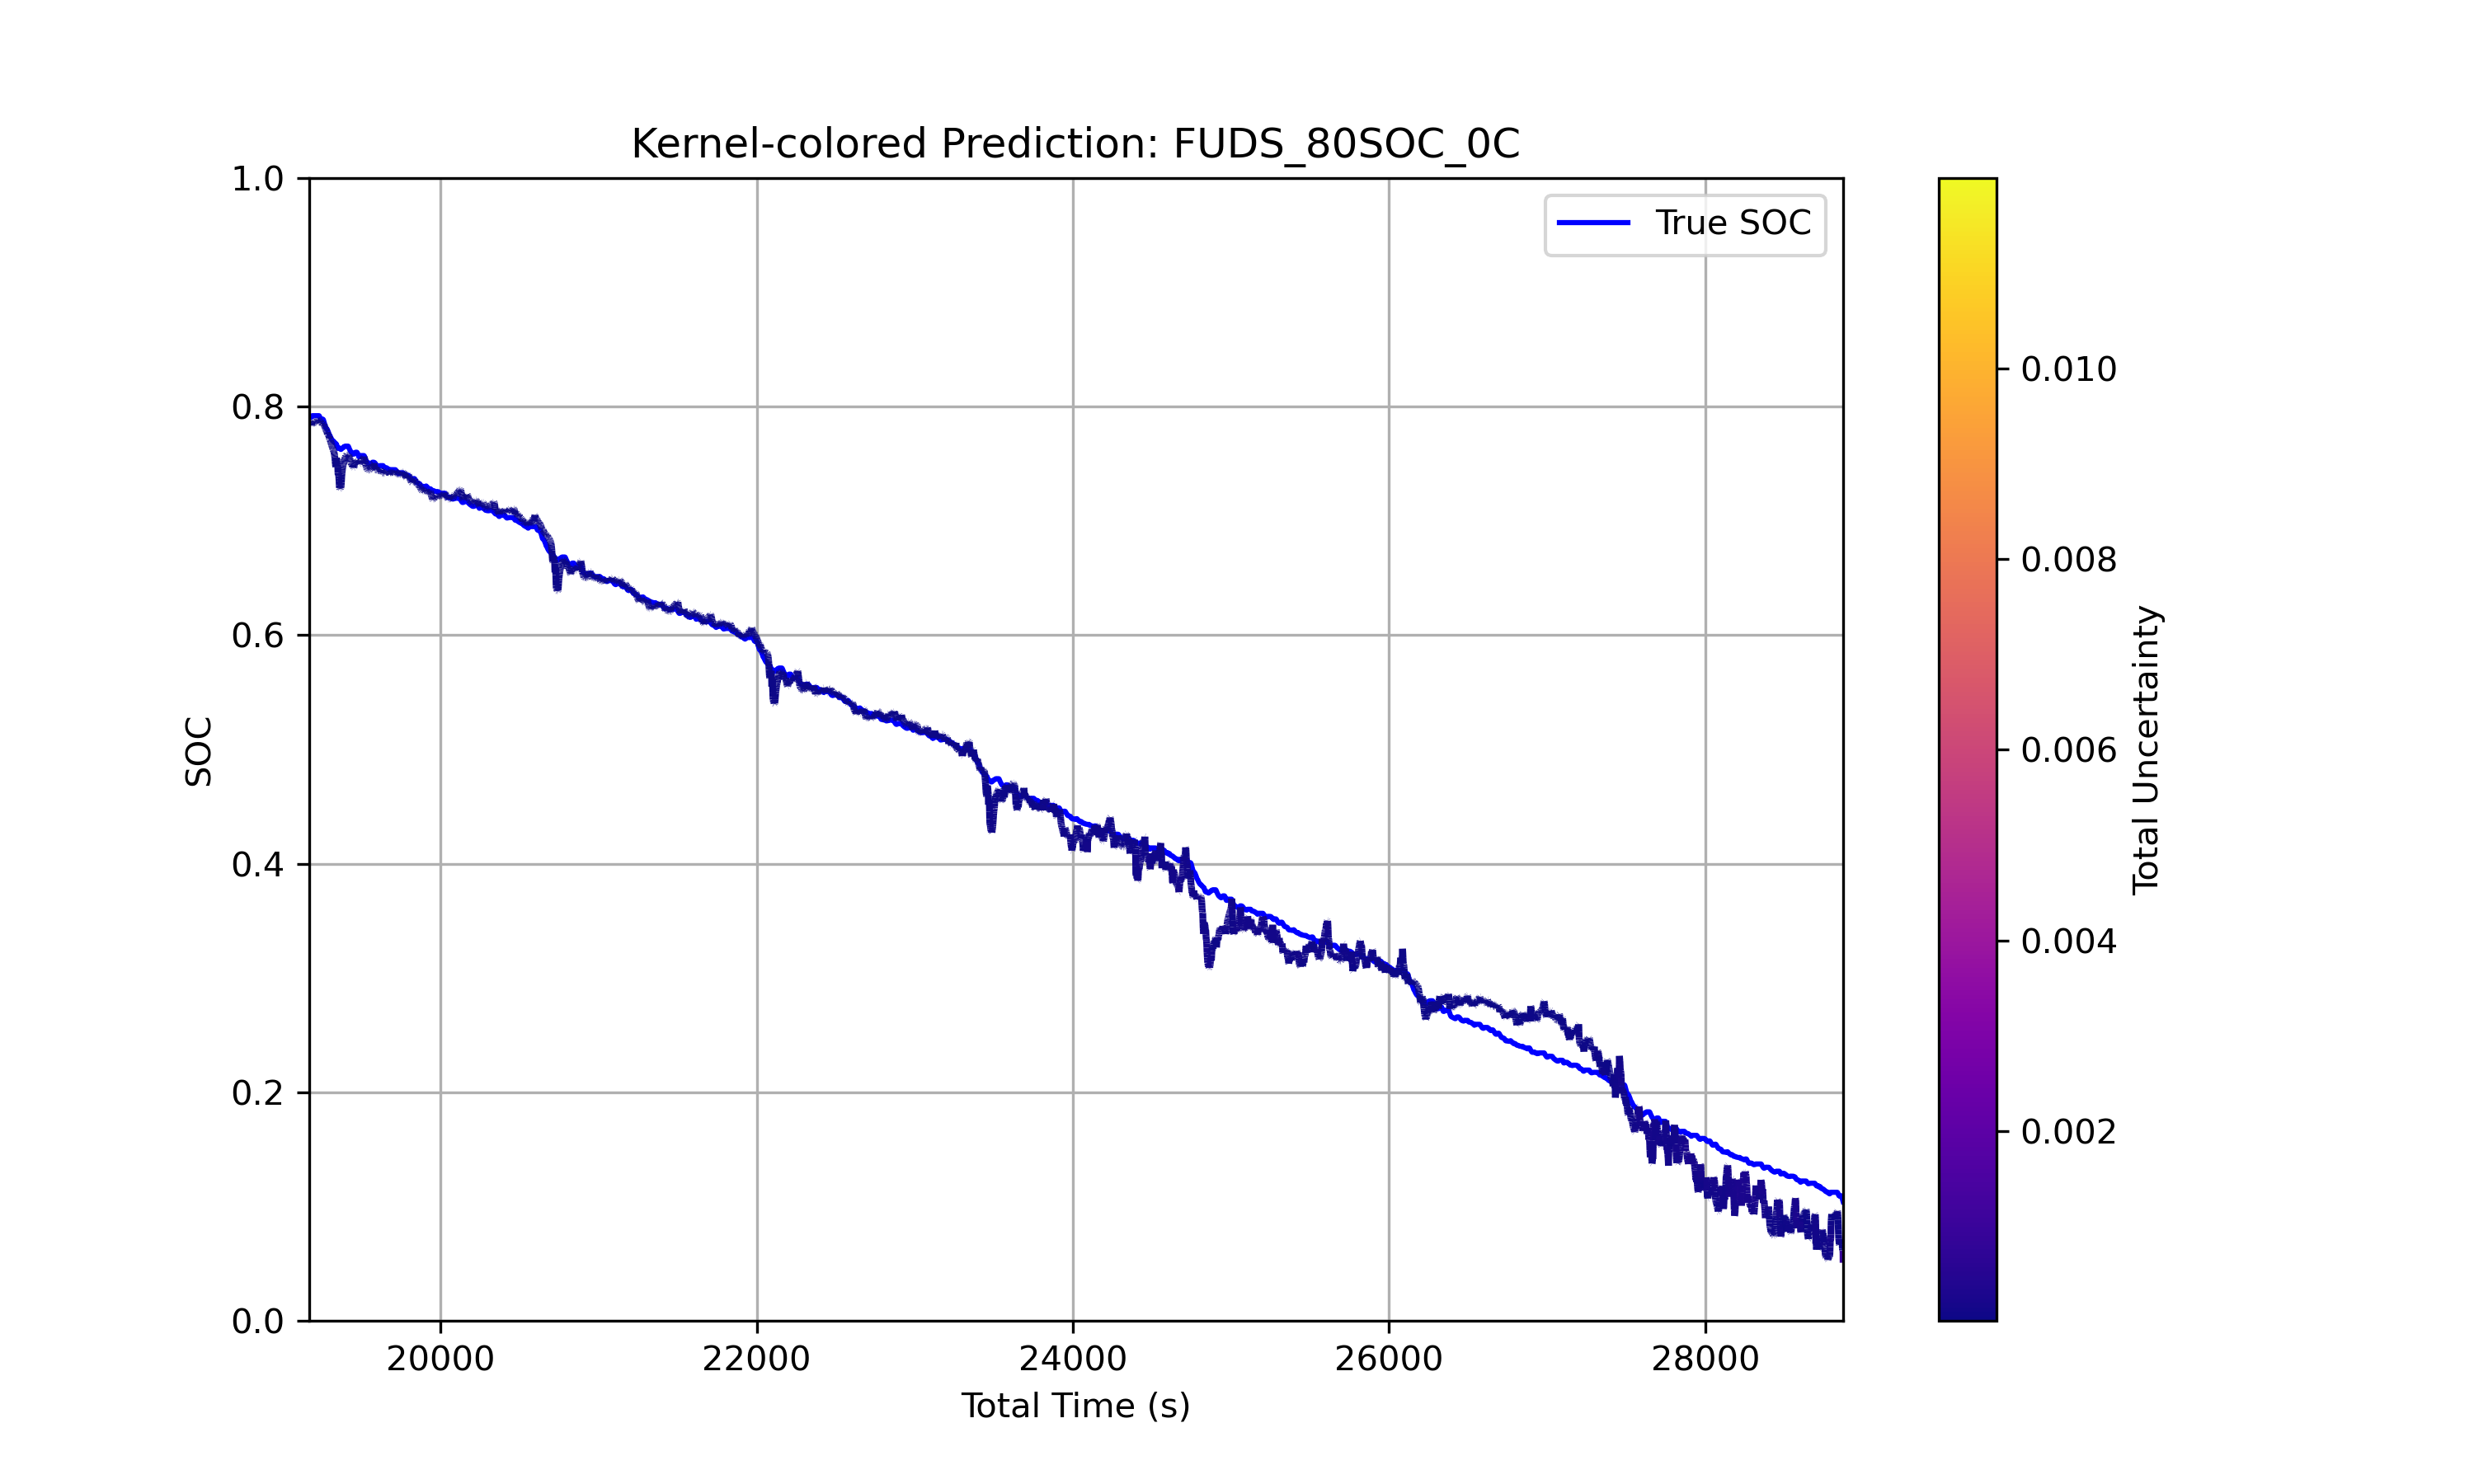 Kernel-colored Prediction: FUDS_80SOC_0C
True SOC
1.0
0.8
0.6
0.4
0.2
0.0
SOC
20000 22000 24000 26000 28000
Total Time (s)
0.010
0.008
0.006
0.004
0.002
Total Uncertainty